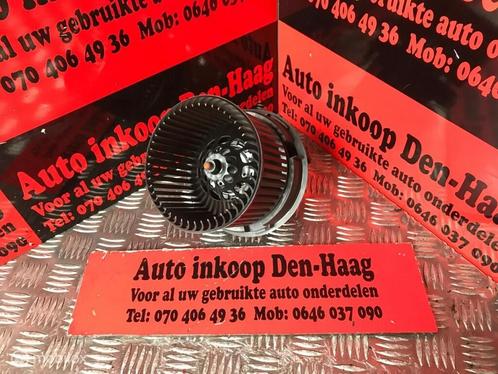 al uw gebruikte auto
070 406 49 36 Mob: 0646
Auto inkoop Den-Haag
Voor al uw gebruikte auto onderdelen
Tel: 070 406 49 36
090
Auto inkoop Den-Haag
Voor al uw gebruikte auto onderdelen
Tel: 070 406 49 36 Mob: 0646 037 090
Auto inkoop Den-Haag
Voor al uw gebruikte auto onderdelen
Tel: 070 406 49 36 Mob: 0646 037 090